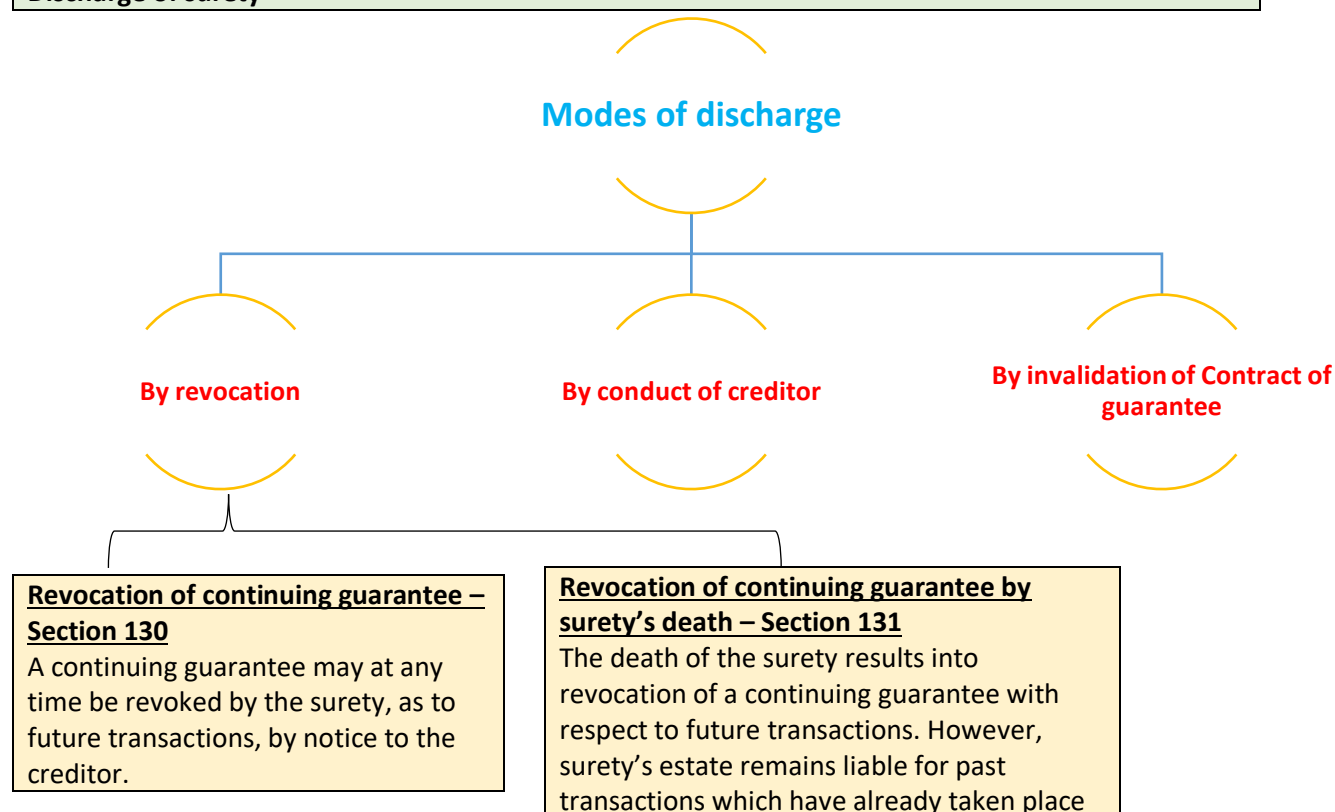 Discharge of surety
Modes of discharge
By revocation
By conduct of creditor
By invalidation of Contract of
guarantee
Revocation of continuing guarantee –
Section 130
A continuing guarantee may at any
time be revoked by the surety, as to
future transactions, by notice to the
creditor.
Revocation of continuing guarantee by
surety’s death – Section 131
The death of the surety results into
revocation of a continuing guarantee with
respect to future transactions. However,
surety’s estate remains liable for past
transactions which have already taken place